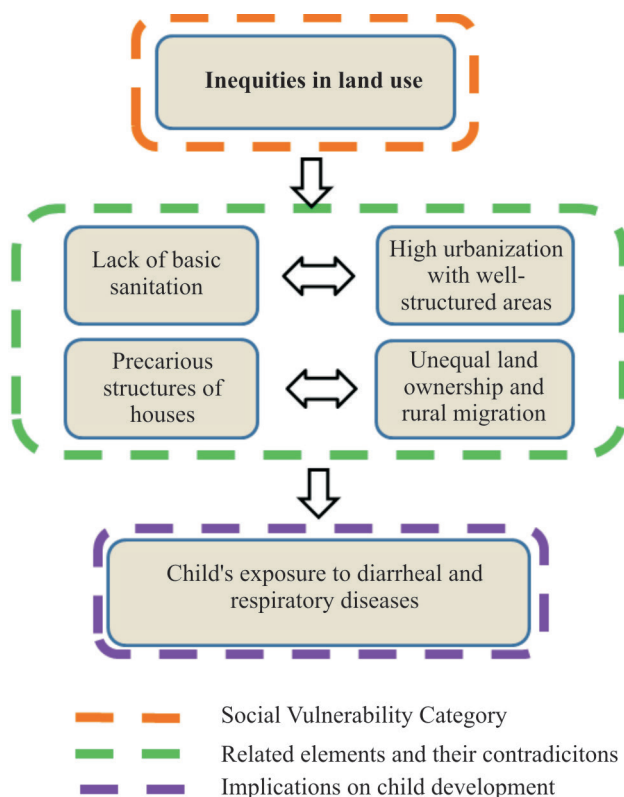 Inequities in land use
Lack of basic
sanitation
High urbanization
with well-
structured areas
Precarious
structures of
houses
Unequal land
ownership and
rural migration
Child's exposure to diarrheal and
respiratory diseases
Social Vulnerability Category
Related elements and their contradicitons
Implications on child development